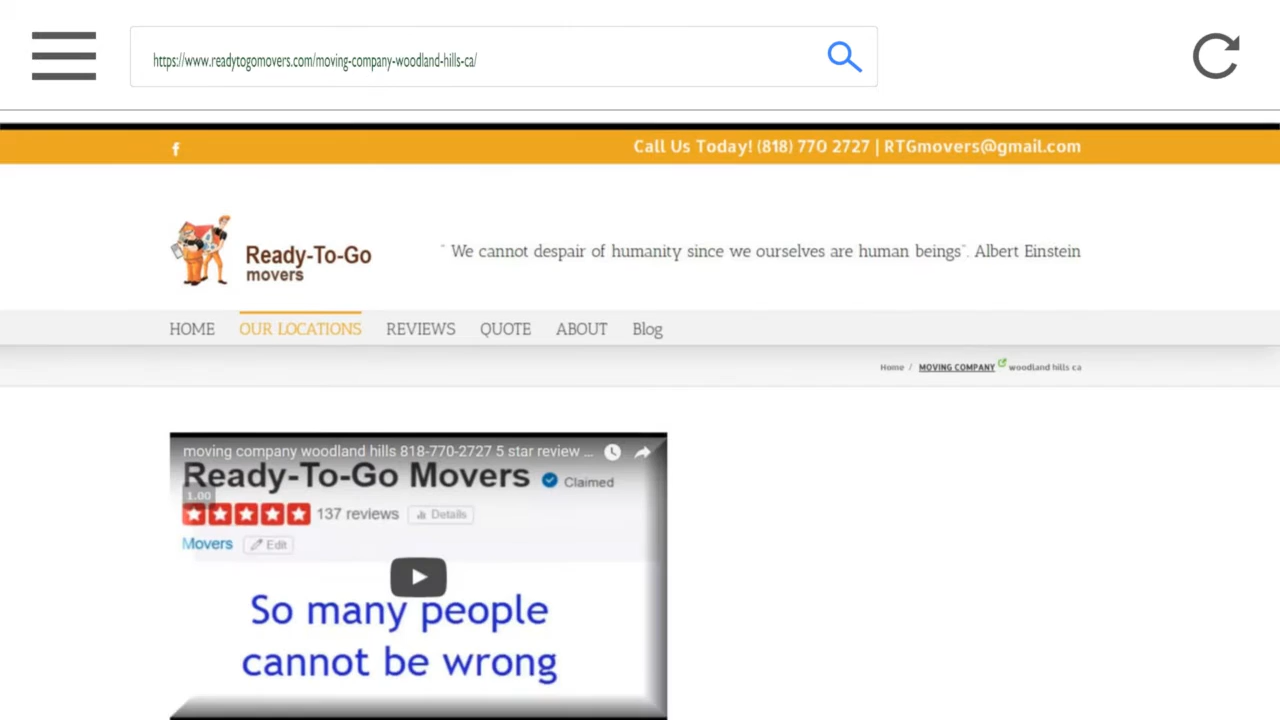 https://www.readytogomovers.com/moving-company-woodland-hills-ca/
Call Us Today! (818) 770 2727 | RTGmovers@gmail.com
Ready-To-Go
movers
" We cannot despair of humanity since we ourselves are human beings". Albert Einstein
HOME OUR LOCATIONS REVIEWS QUOTE ABOUT Blog
Home / MOVING COMPANY woodland hills ca
moving company woodland hills 818-770-2727 5 star review ...
Ready-To-Go Movers Claimed
1.00
137 reviews Details
Movers Edit
So many people
cannot be wrong